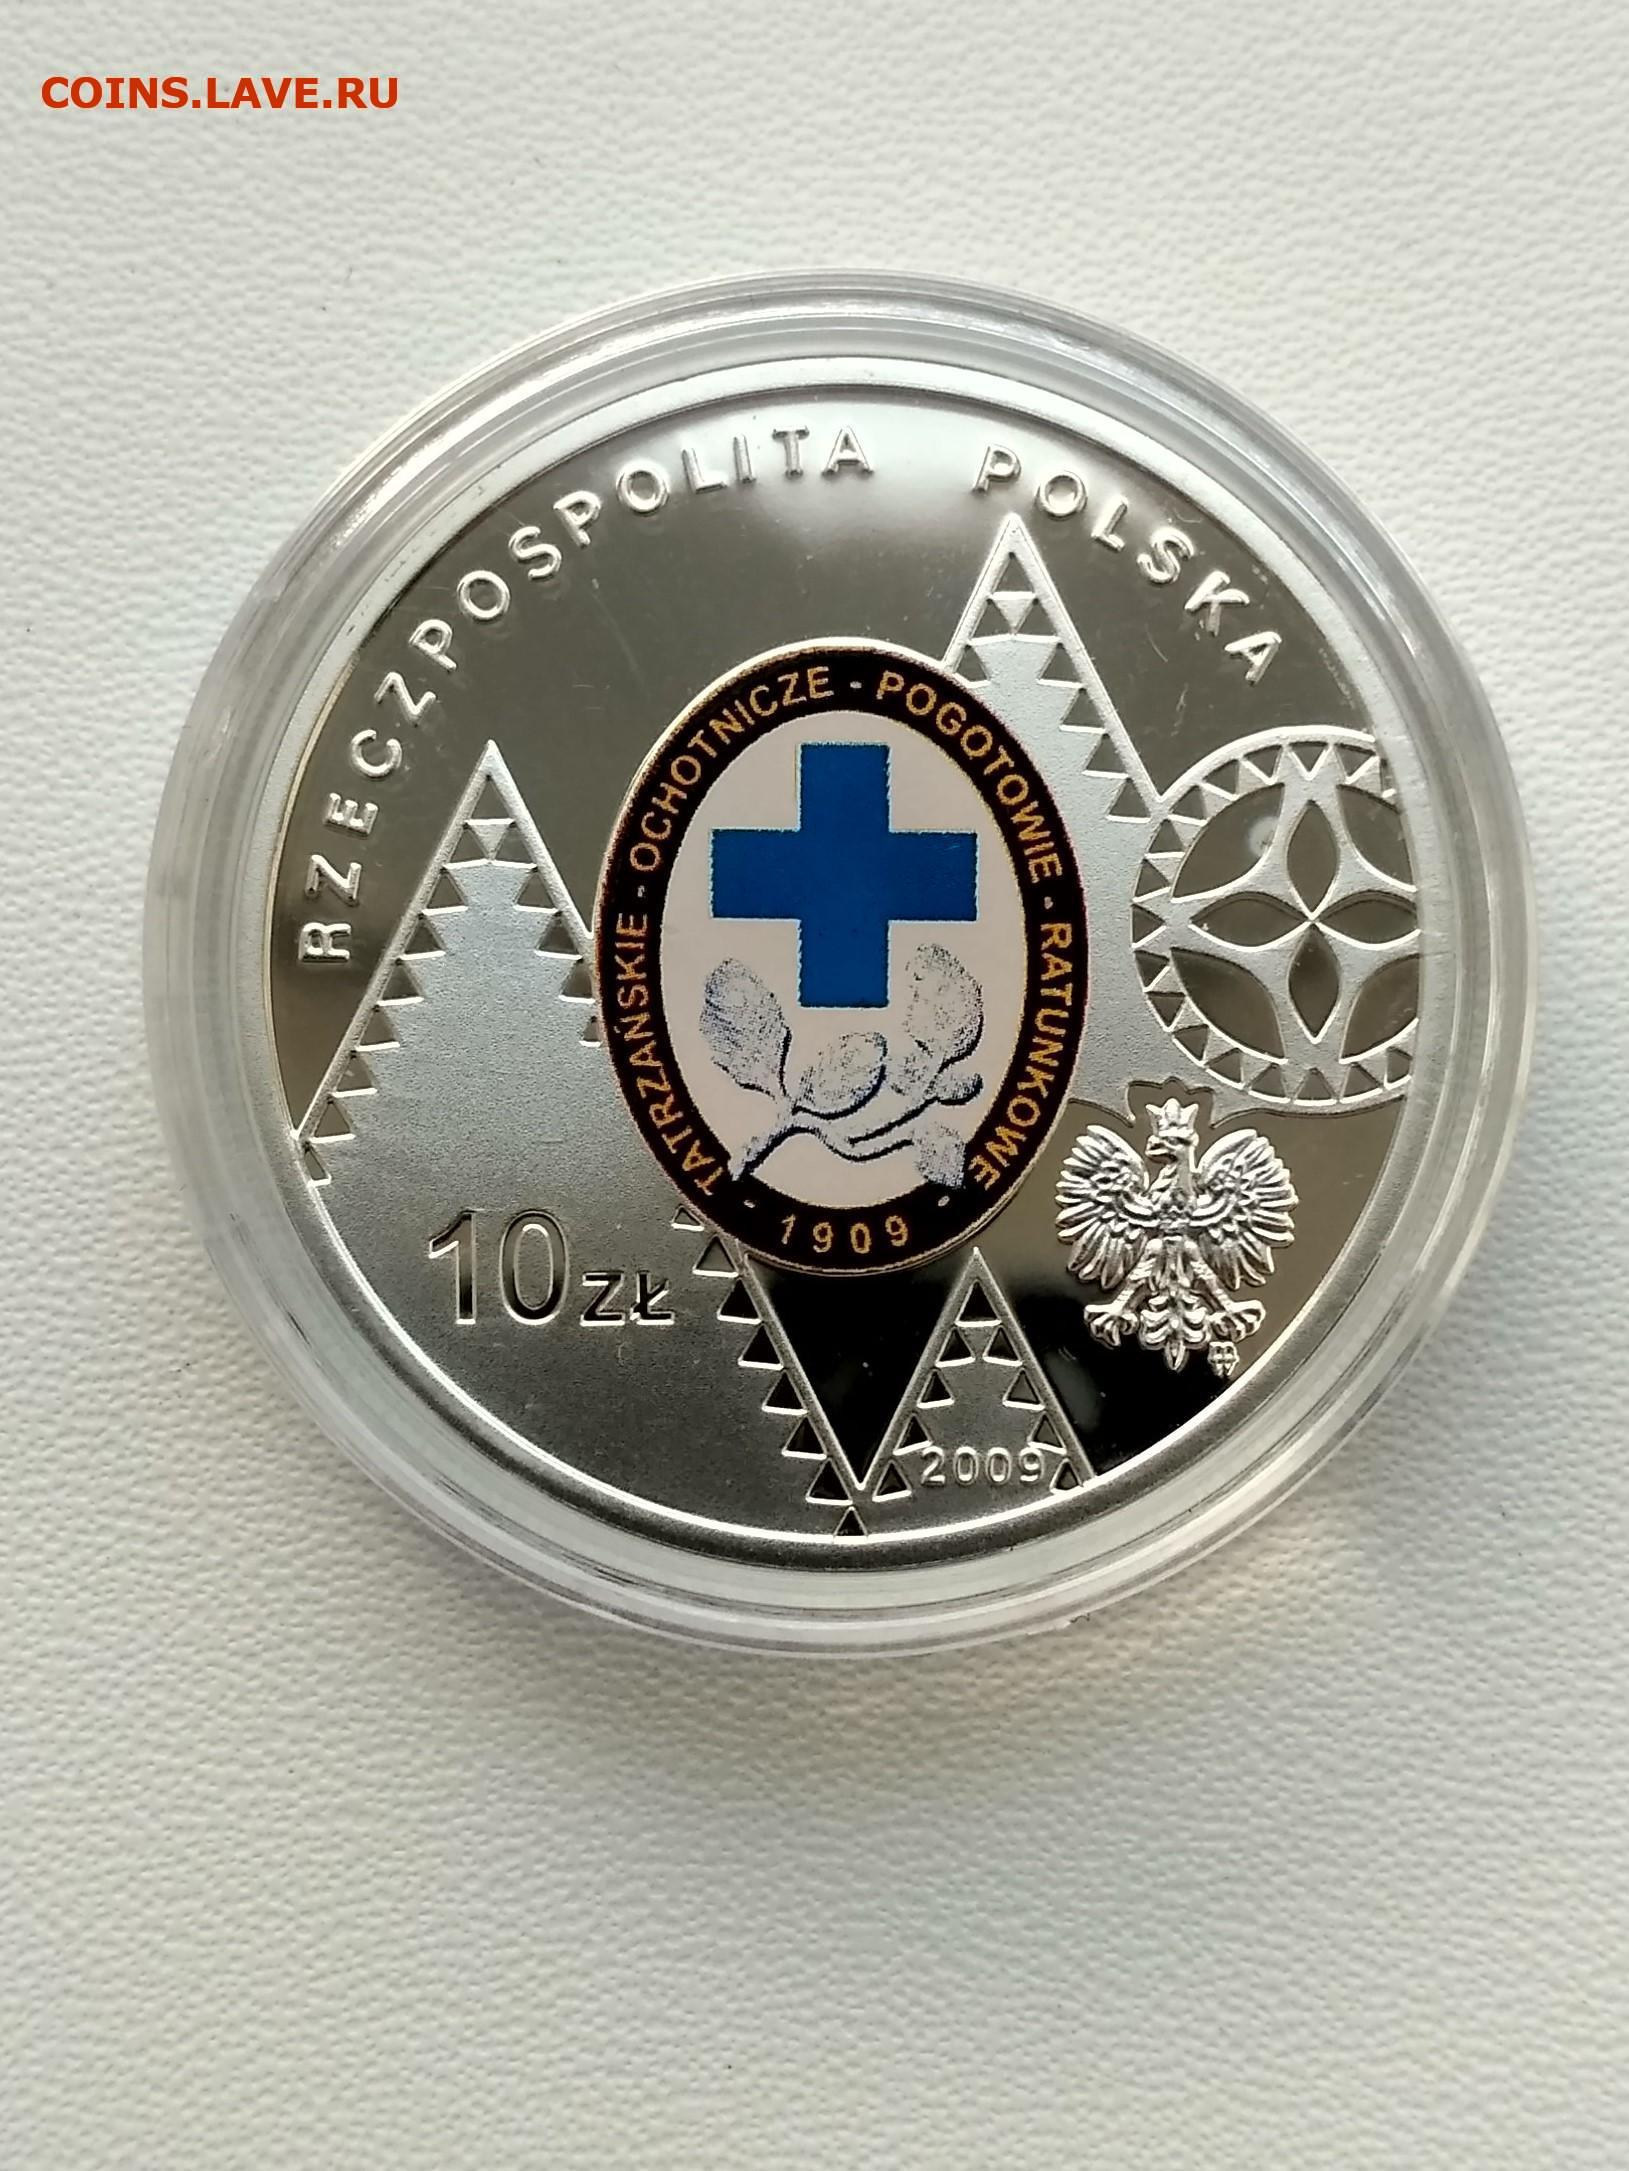 COINS.LAVE.RU
RZECZPOSPOLITA POLSKA
TATRZAŃSKIE - OCHOTNICZE - POGOTOWIE - RATUNKOWE -
- 1909 -
10 ZŁ
2009